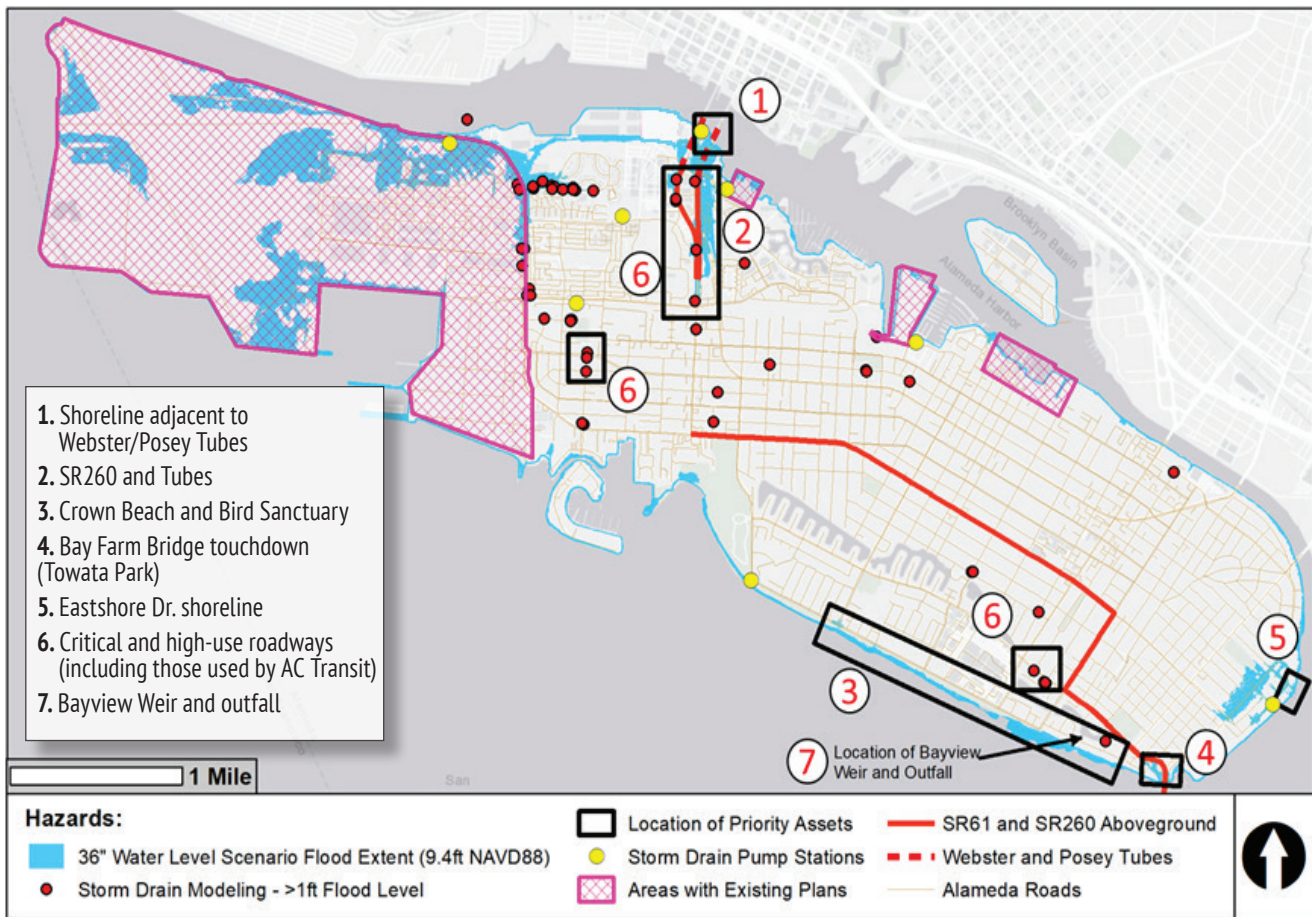 1
2
6
6
Brooklyn Basin
Alameda Harbor
1. Shoreline adjacent to
Webster/Posey Tubes
2. SR260 and Tubes
3. Crown Beach and Bird Sanctuary
4. Bay Farm Bridge touchdown
(Towata Park)
5. Eastshore Dr. shoreline
6. Critical and high-use roadways
(including those used by AC Transit)
7. Bayview Weir and outfall
6
5
3
7 Location of Bayview
Weir and Outfall
4
1 Mile
San
Hazards:
36" Water Level Scenario Flood Extent (9.4ft NAVD88)
Storm Drain Modeling - >1ft Flood Level
Location of Priority Assets
Storm Drain Pump Stations
Areas with Existing Plans
SR61 and SR260 Aboveground
Webster and Posey Tubes
Alameda Roads